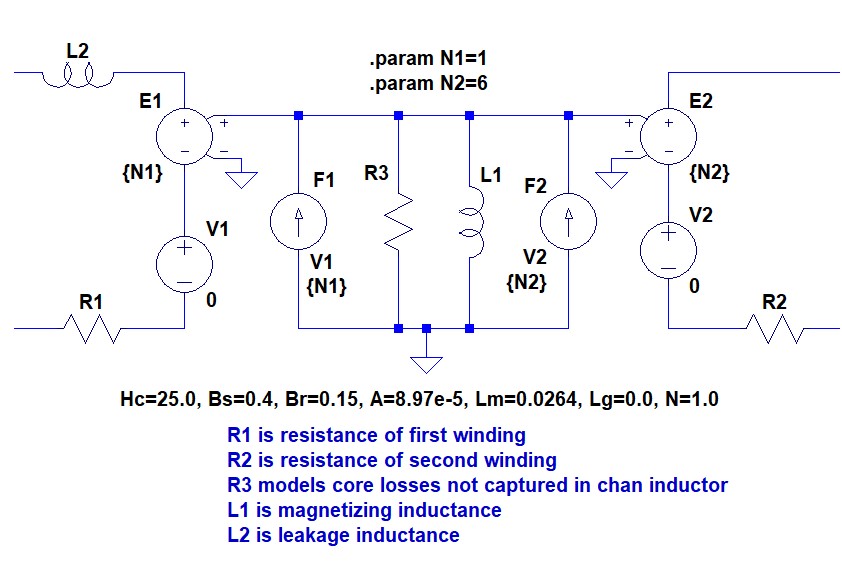 L2
.param N1=1
.param N2=6
E1
E2
+
+
+
+
−
−
−
−
{N1}
{N2}
F1
R3
L1
F2
V1
V2
+
+
−
−
V1
{N1}
V2
{N2}
0
0
R1
R2
Hc=25.0, Bs=0.4, Br=0.15, A=8.97e-5, Lm=0.0264, Lg=0.0, N=1.0
R1 is resistance of first winding
R2 is resistance of second winding
R3 models core losses not captured in chan inductor
L1 is magnetizing inductance
L2 is leakage inductance